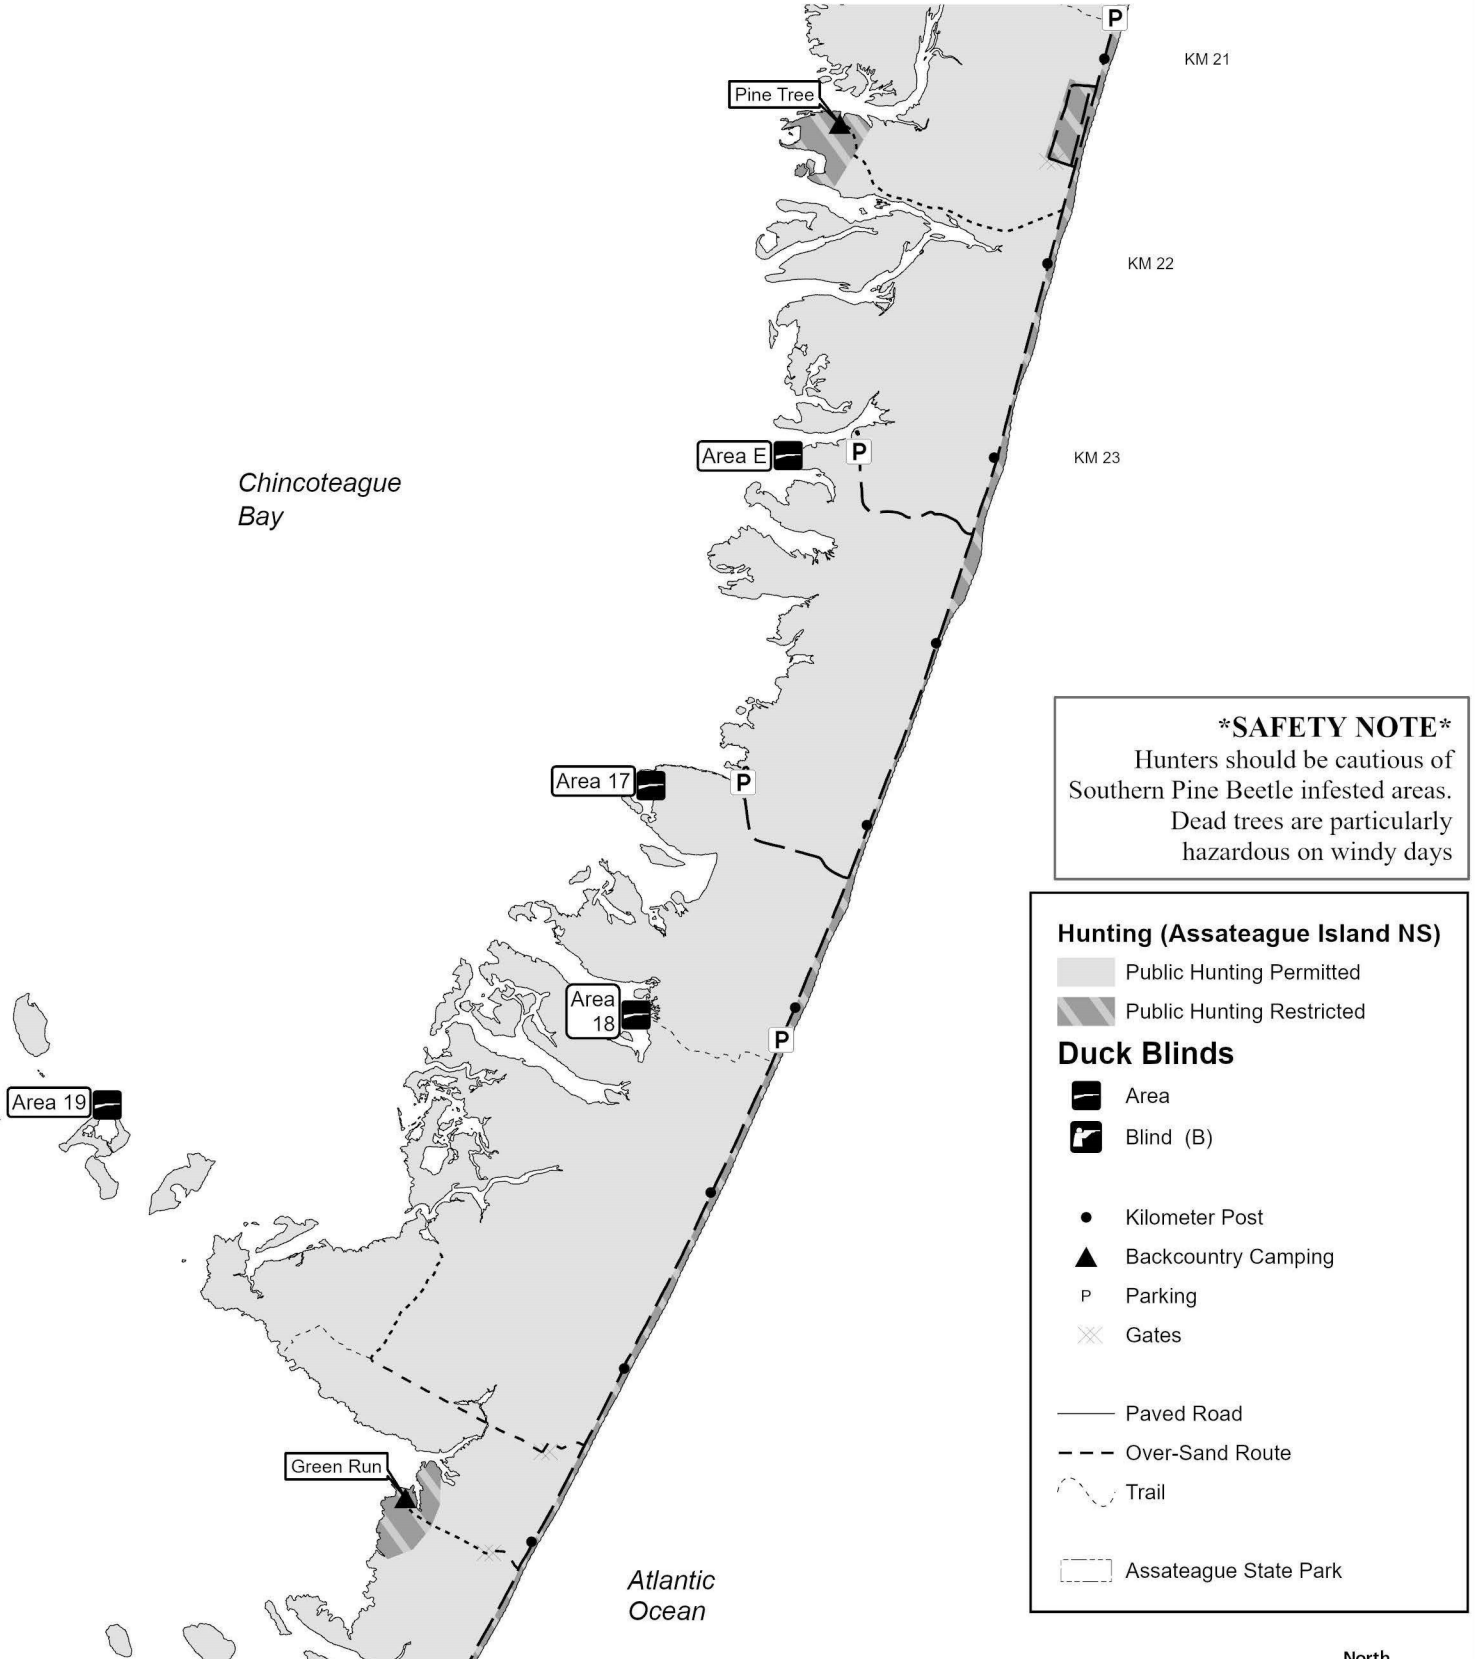 P
KM 21
Pine Tree
KM 22
Area E
P
KM 23
Chincoteague
Bay
*SAFETY NOTE*
Hunters should be cautious of
Southern Pine Beetle infested areas.
Dead trees are particularly
hazardous on windy days
Area 17
P
Area
18
P
Area 19
Green Run
Atlantic
Ocean
Hunting (Assateague Island NS)
Public Hunting Permitted
Public Hunting Restricted
Duck Blinds
Area
Blind (B)
Kilometer Post
Backcountry Camping
P Parking
Gates
Paved Road
Over-Sand Route
Trail
Assateague State Park
North